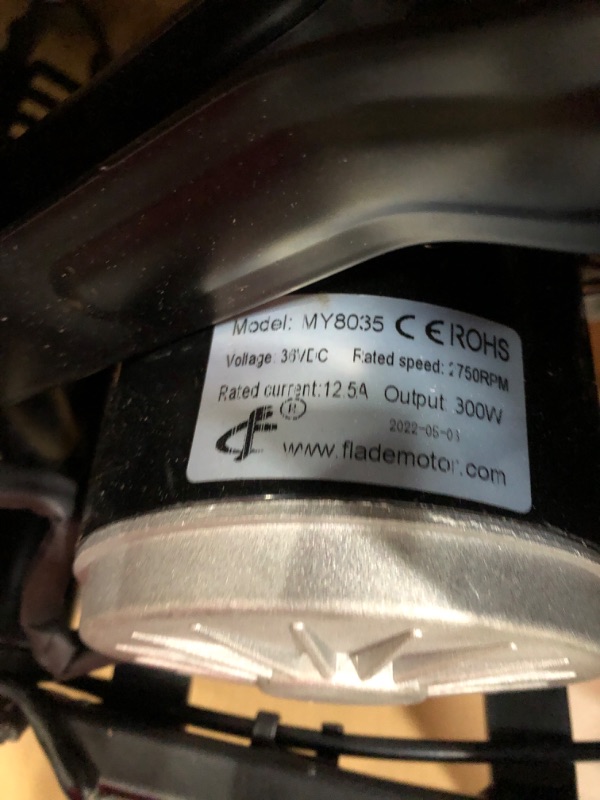 Model: MY8035 CE ROHS
Voltage: 36VDC Rated speed: 2750RPM
Rated current:12.5A Output 300W
2022-05-03
www.flademotor.com